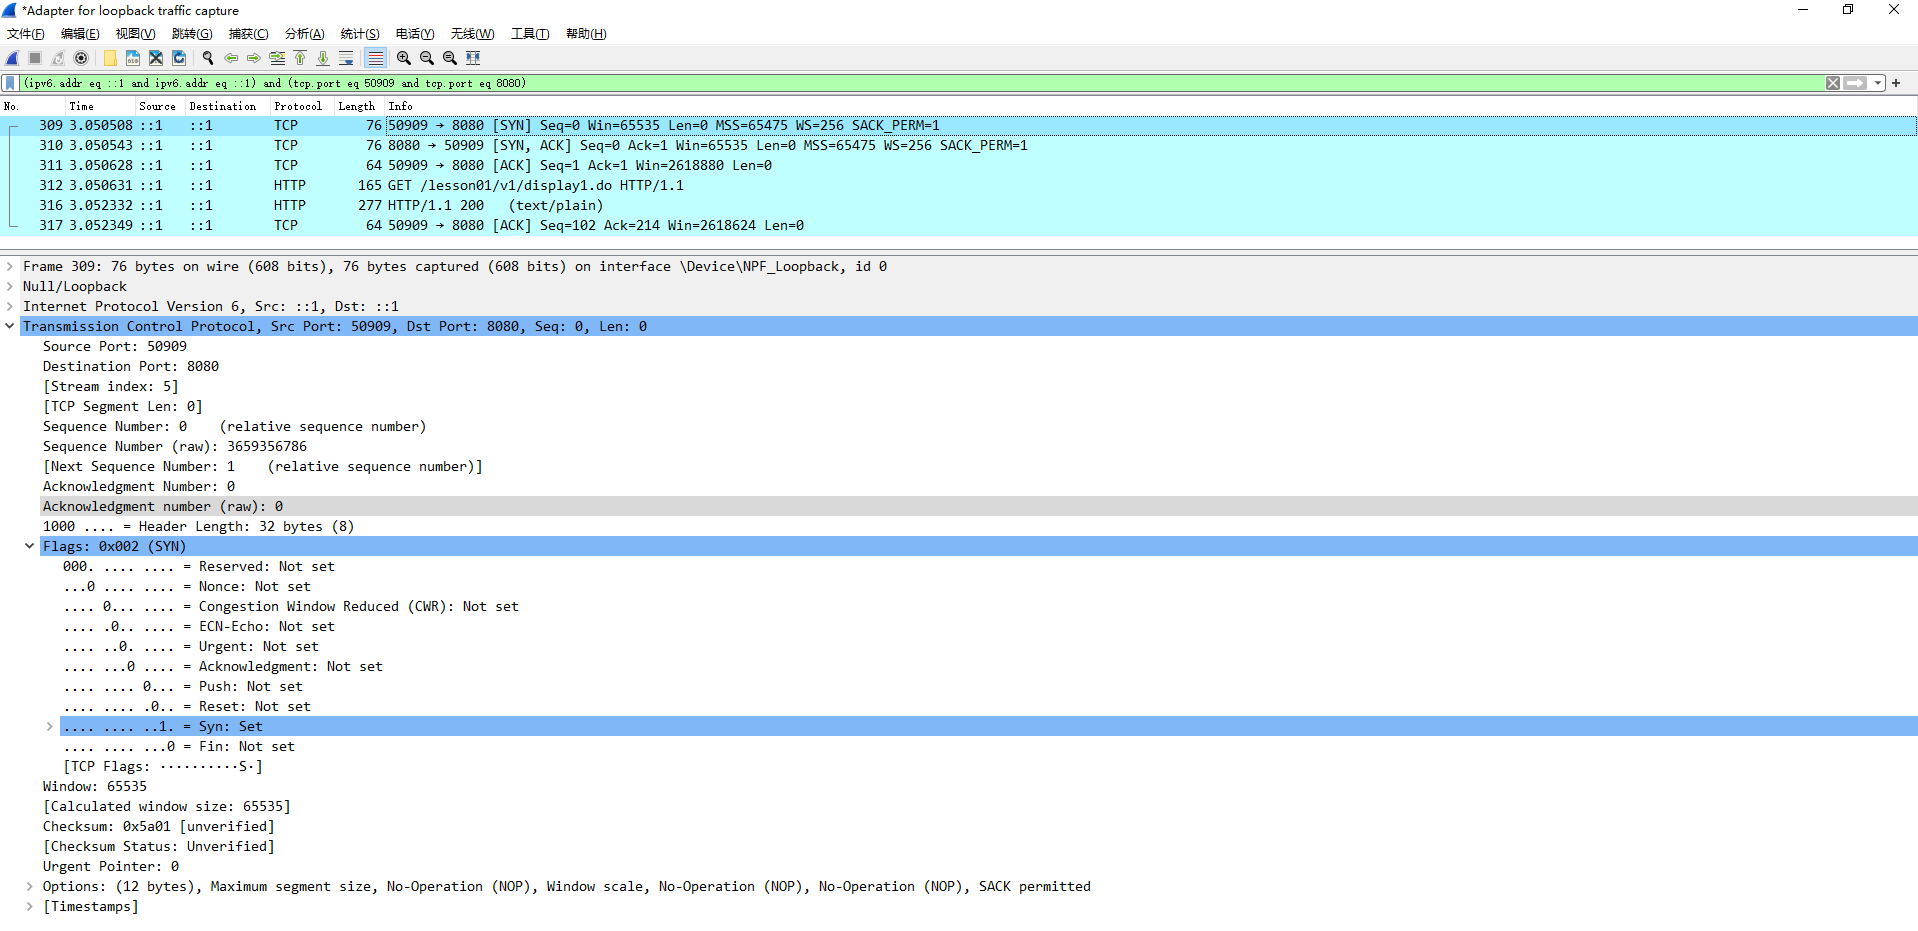 *Adapter for loopback traffic capture
文件(F) 编辑(E) 视图(V) 跳转(G) 捕获(C) 分析(A) 统计(S) 电话(Y) 无线(W) 工具(T) 帮助(H)
(ipv6.addr eq ::1 and ipv6.addr eq ::1) and (tcp.port eq 50909 and tcp.port eq 8080)
No. Time Source Destination Protocol Length Info
309 3.050508 ::1 ::1 TCP 76 50909 → 8080 [SYN] Seq=0 Win=65535 Len=0 MSS=65475 WS=256 SACK_PERM=1
310 3.050543 ::1 ::1 TCP 76 8080 → 50909 [SYN, ACK] Seq=0 Ack=1 Win=65535 Len=0 MSS=65475 WS=256 SACK_PERM=1
311 3.050628 ::1 ::1 TCP 64 50909 → 8080 [ACK] Seq=1 Ack=1 Win=2618880 Len=0
312 3.050631 ::1 ::1 HTTP 165 GET /lesson01/v1/display1.do HTTP/1.1
316 3.052332 ::1 ::1 HTTP 277 HTTP/1.1 200 (text/plain)
317 3.052349 ::1 ::1 TCP 64 50909 → 8080 [ACK] Seq=102 Ack=214 Win=2618624 Len=0
Frame 309: 76 bytes on wire (608 bits), 76 bytes captured (608 bits) on interface \Device\NPF_Loopback, id 0
Null/Loopback
Internet Protocol Version 6, Src: ::1, Dst: ::1
Transmission Control Protocol, Src Port: 50909, Dst Port: 8080, Seq: 0, Len: 0
Source Port: 50909
Destination Port: 8080
[Stream index: 5]
[TCP Segment Len: 0]
Sequence Number: 0 (relative sequence number)
Sequence Number (raw): 3659356786
[Next Sequence Number: 1 (relative sequence number)]
Acknowledgment Number: 0
Acknowledgment number (raw): 0
1000 .... = Header Length: 32 bytes (8)
Flags: 0x002 (SYN)
000. .... .... = Reserved: Not set
...0 .... .... = Nonce: Not set
.... 0... .... = Congestion Window Reduced (CWR): Not set
.... .0.. .... = ECN-Echo: Not set
.... ..0. .... = Urgent: Not set
.... ...0 .... = Acknowledgment: Not set
.... .... 0... = Push: Not set
.... .... .0.. = Reset: Not set
.... .... ..1. = Syn: Set
.... .... ...0 = Fin: Not set
[TCP Flags: ··········S·]
Window: 65535
[Calculated window size: 65535]
Checksum: 0x5a01 [unverified]
[Checksum Status: Unverified]
Urgent Pointer: 0
Options: (12 bytes), Maximum segment size, No-Operation (NOP), Window scale, No-Operation (NOP), No-Operation (NOP), SACK permitted
[Timestamps]